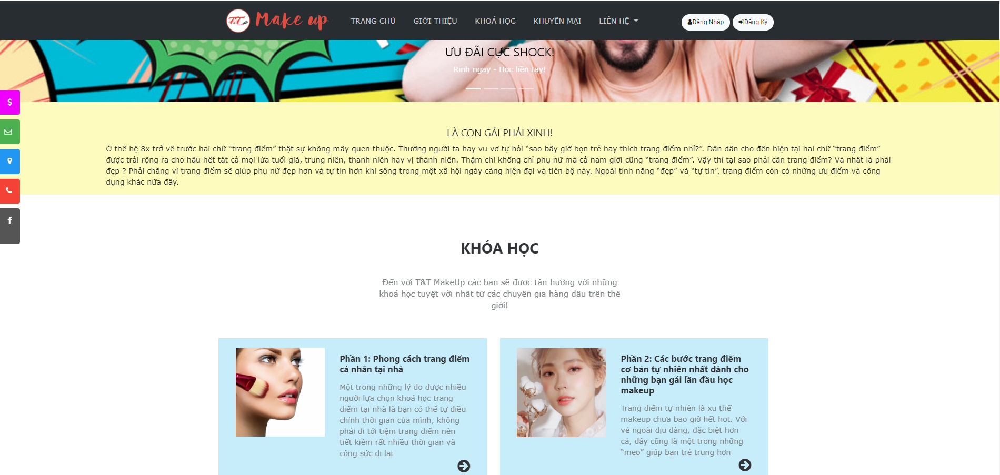 T&T Make up TRANG CHỦ GIỚI THIỆU KHOÁ HỌC KHUYẾN MẠI LIÊN HỆ Đăng Nhập Đăng Ký
ƯU ĐÃI CỰC SHOCK!
Rinh ngay - Học liền tay!
LÀ CON GÁI PHẢI XINH!
Ở thế hệ 8x trở về trước hai chữ “trang điểm” thật sự không mấy quen thuộc. Thường người ta hay vu vơ tự hỏi “sao bây giờ bọn trẻ hay thích trang điểm nhỉ?”. Dần dần cho đến hiện tại hai chữ “trang điểm”
được trải rộng ra cho hầu hết tất cả mọi lứa tuổi già, trung niên, thanh niên hay vị thành niên. Thậm chí không chỉ phụ nữ mà cả nam giới cũng “trang điểm”. Vậy thì tại sao phải cần trang điểm? Và nhất là phái
đẹp ? Phải chăng vì trang điểm sẽ giúp phụ nữ đẹp hơn và tự tin hơn khi sống trong một xã hội ngày càng hiện đại và tiến bộ này. Ngoài tính năng “đẹp” và “tự tin”, trang điểm còn có những ưu điểm và công
dụng khác nữa đấy.
KHÓA HỌC
Đến với T&T MakeUp các bạn sẽ được tân hưởng với những
khoá học tuyệt vời nhất từ các chuyên gia hàng đầu trên thế
giới!
Phần 1: Phong cách trang điểm
cá nhân tại nhà
Một trong những lý do được nhiều
người lựa chọn khoá học trang
điểm tại nhà là bạn có thể tự điều
chỉnh thời gian của mình, không
phải đi tới tiệm trang điểm nên
tiết kiệm rất nhiều thời gian và
công sức đi lại
Phần 2: Các bước trang điểm
cơ bản tự nhiên nhất dành cho
những bạn gái lần đầu học
makeup
Trang điểm tự nhiên là xu thế
makeup chưa bao giờ hết hot. Với
vẻ ngoài dịu dàng, đặc biệt hơn
cả, đây cũng là một trong những
“mẹo” giúp bạn trẻ trung hơn